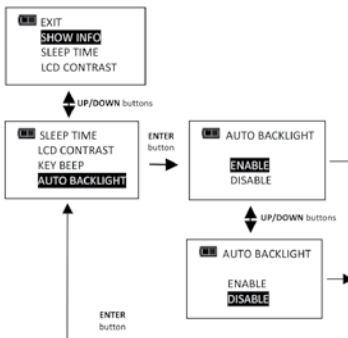 EXIT
SHOW INFO
SLEEP TIME
LCD CONTRAST
UP/DOWN buttons
SLEEP TIME
LCD CONTRAST
KEY BEEP
AUTO BACKLIGHT
ENTER
button
AUTO BACKLIGHT
ENABLE
DISABLE
UP/DOWN buttons
AUTO BACKLIGHT
ENABLE
DISABLE
ENTER
button